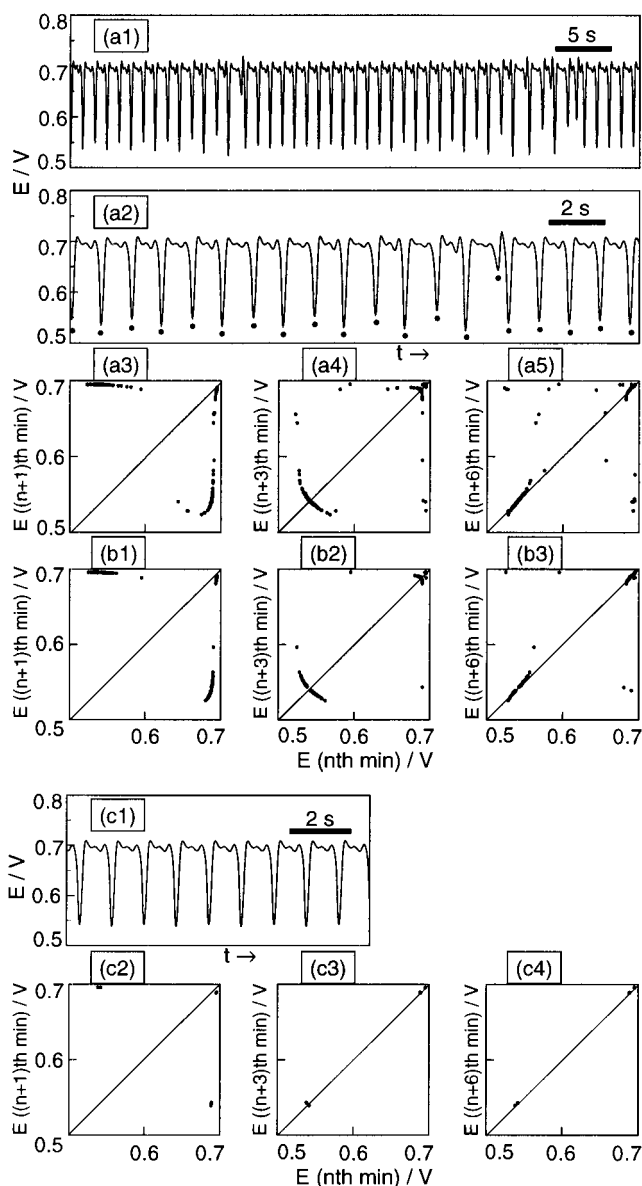 0.8
(a1)
5 s
0.7
0.6
0.5
E / V
0.8
(a2)
2 s
0.7
0.6
0.5
t →
(a3)
(a4)
(a5)
0.7
0.6
0.5
E ((n+1)th min) / V
E ((n+3)th min) / V
E ((n+6)th min) / V
(b1)
(b2)
(b3)
0.7
0.6
0.5
E ((n+1)th min) / V
E ((n+3)th min) / V
E ((n+6)th min) / V
0.6 0.7
0.5 0.6 0.7
0.5 0.6 0.7
E (nth min) / V
0.8
(c1)
2 s
0.7
0.6
0.5
E / V
t →
(c2)
(c3)
(c4)
0.7
0.6
0.5
E ((n+1)th min) / V
E ((n+3)th min) / V
E ((n+6)th min) / V
0.6 0.7
0.5 0.6 0.7
0.5 0.6 0.7
E (nth min) / V